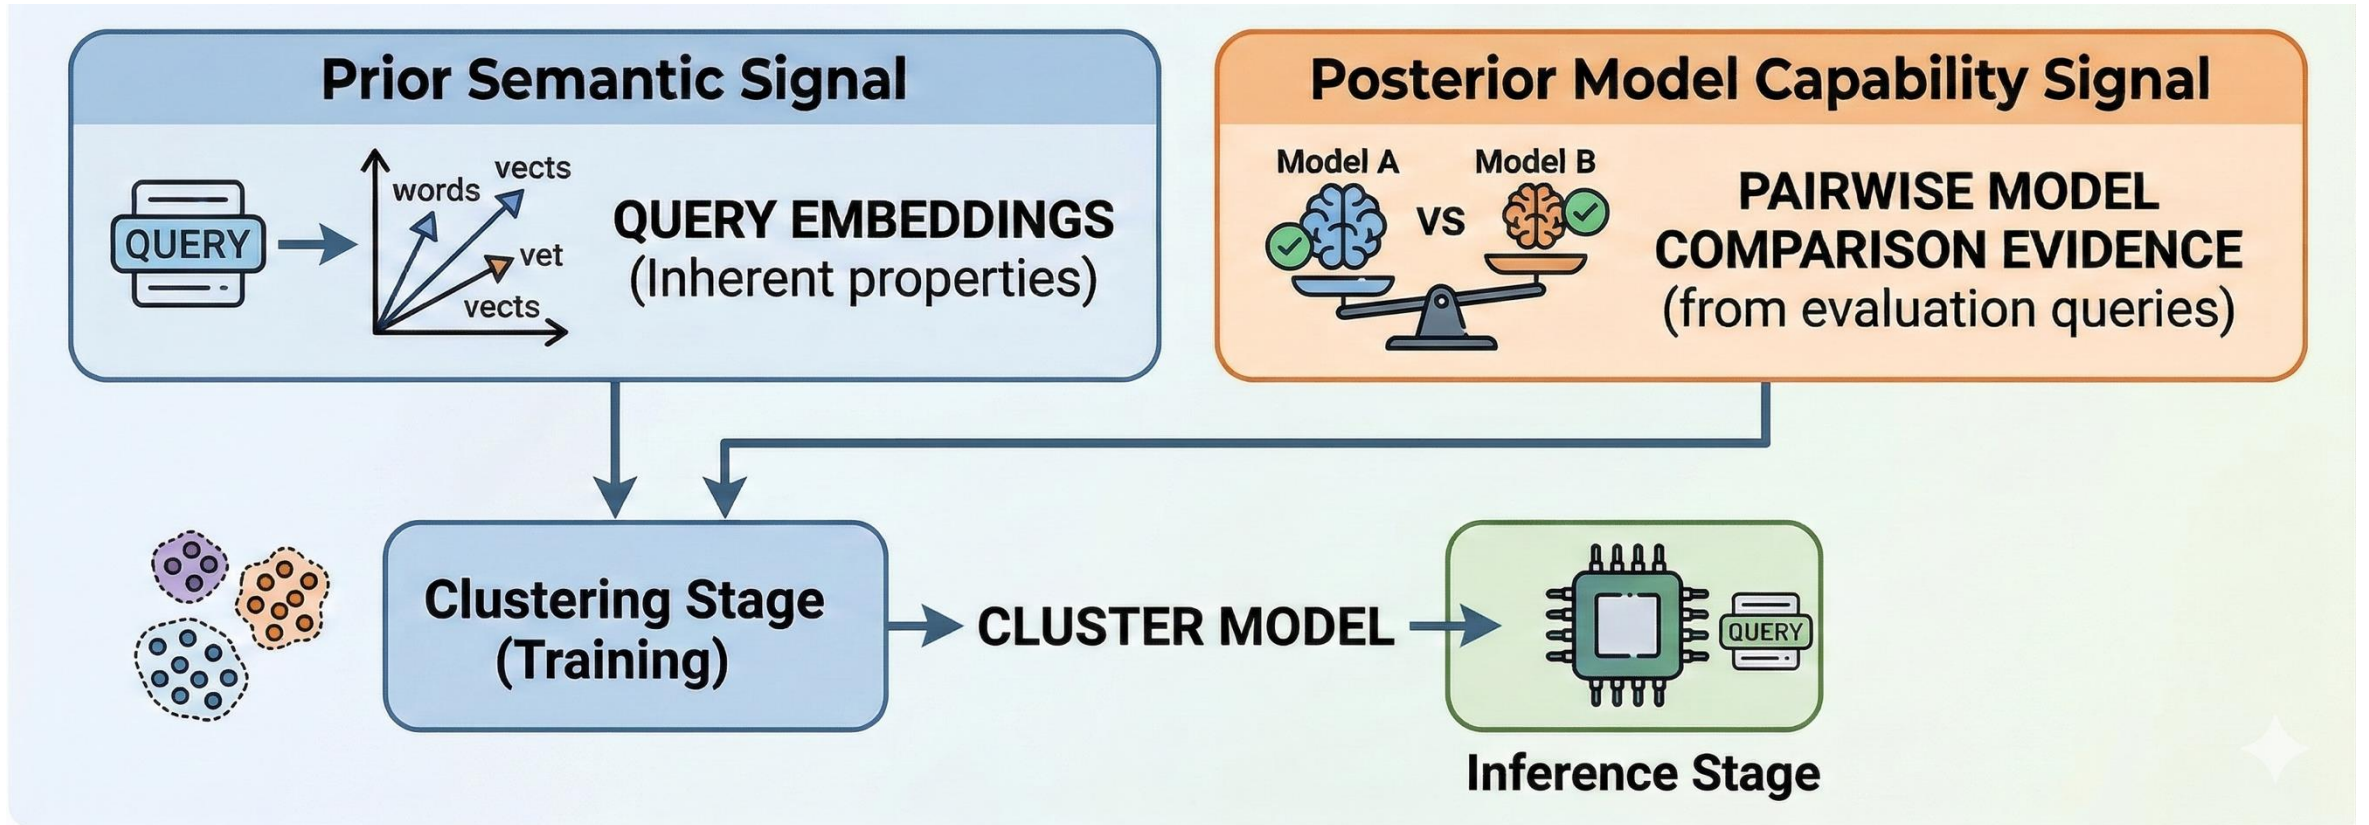 Prior Semantic Signal
QUERY
words
vects
vet
vects
QUERY EMBEDDINGS
(Inherent properties)
Posterior Model Capability Signal
Model A
VS
Model B
PAIRWISE MODEL
COMPARISON EVIDENCE
(from evaluation queries)
Clustering Stage
(Training)
CLUSTER MODEL
QUERY
Inference Stage